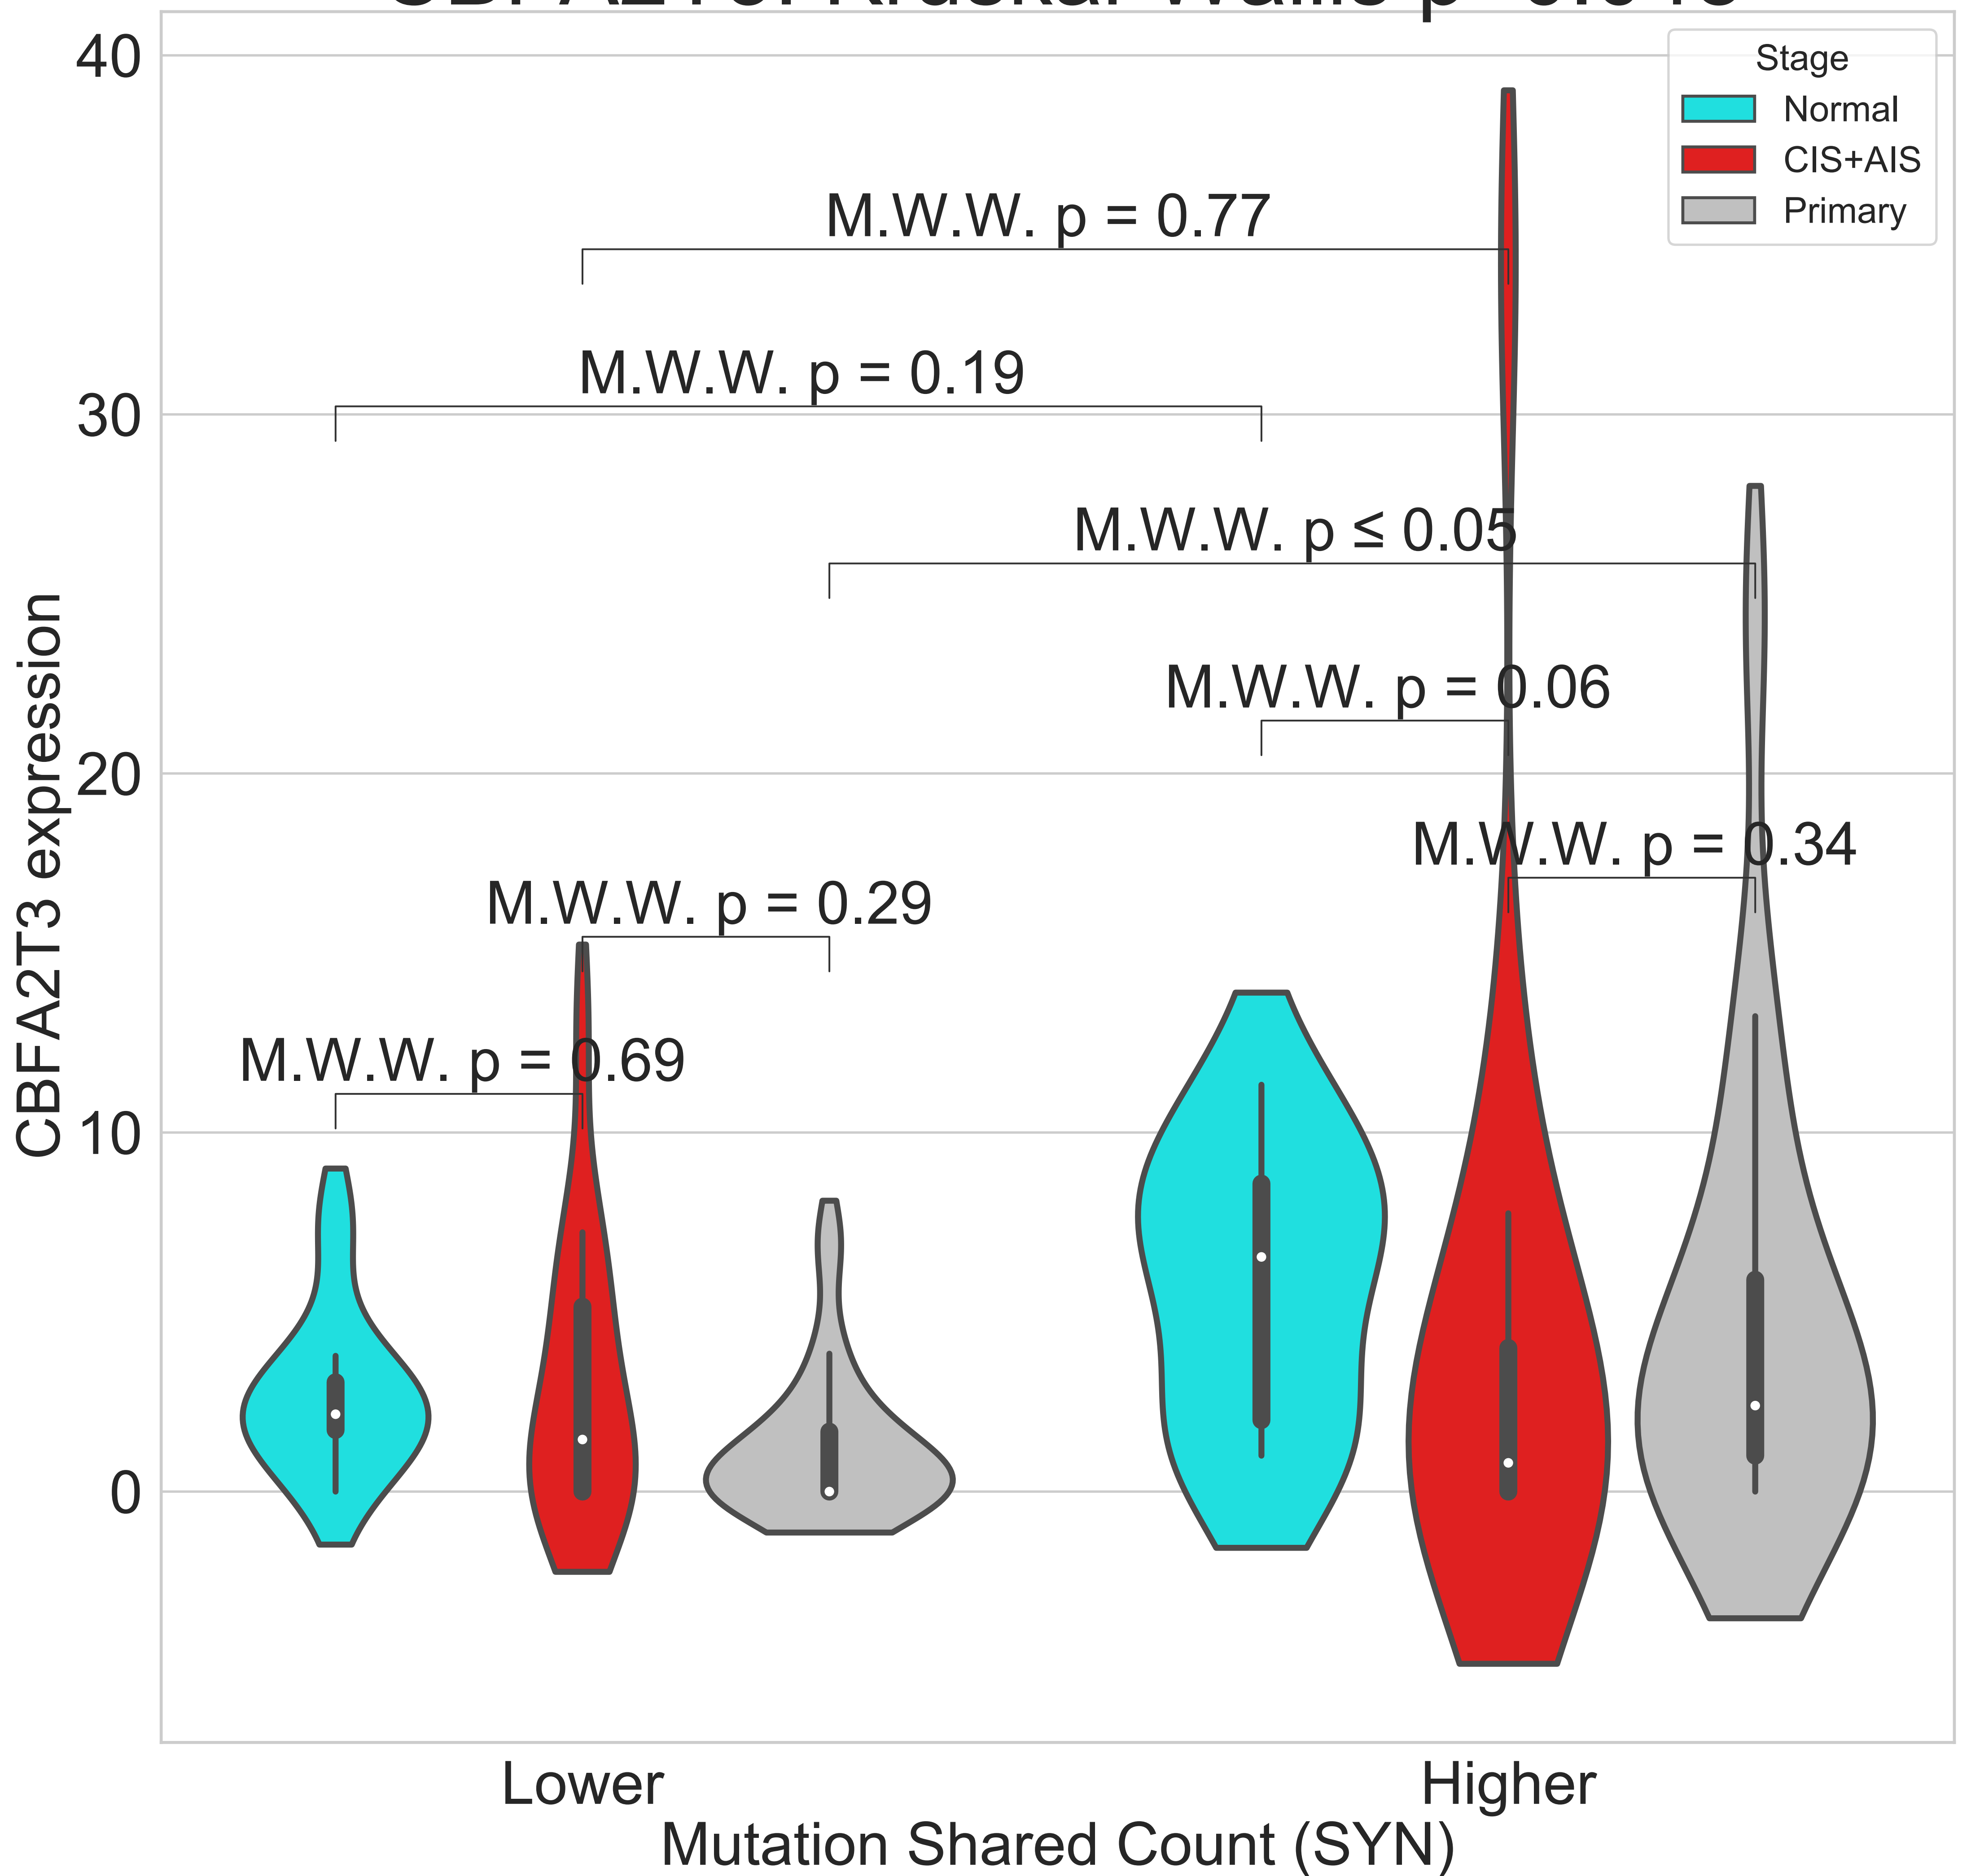 40
Stage
Normal
CIS+AIS
Primary
M.W.W. p = 0.77
M.W.W. p = 0.19
30
M.W.W. p ≤ 0.05
M.W.W. p = 0.06
20
M.W.W. p = 0.34
M.W.W. p = 0.29
M.W.W. p = 0.69
10
0
CBFA2T3 expression
Lower
Higher
Mutation Shared Count (SYN)